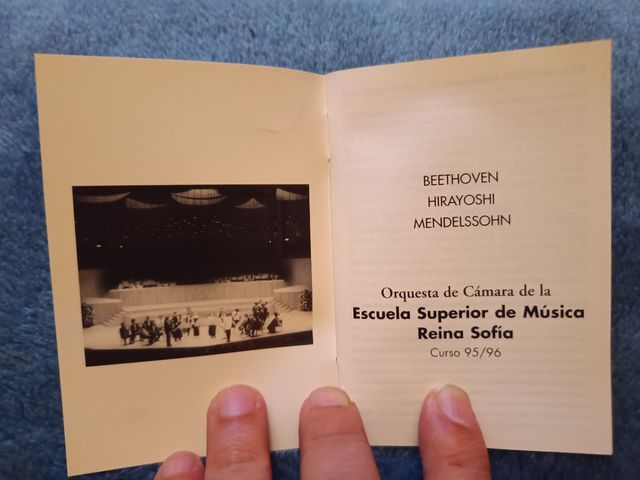 BEETHOVEN
HIRAYOSHI
MENDELSSOHN
Orquesta de Cámara de la
Escuela Superior de Música
Reina Sofía
Curso 95/96